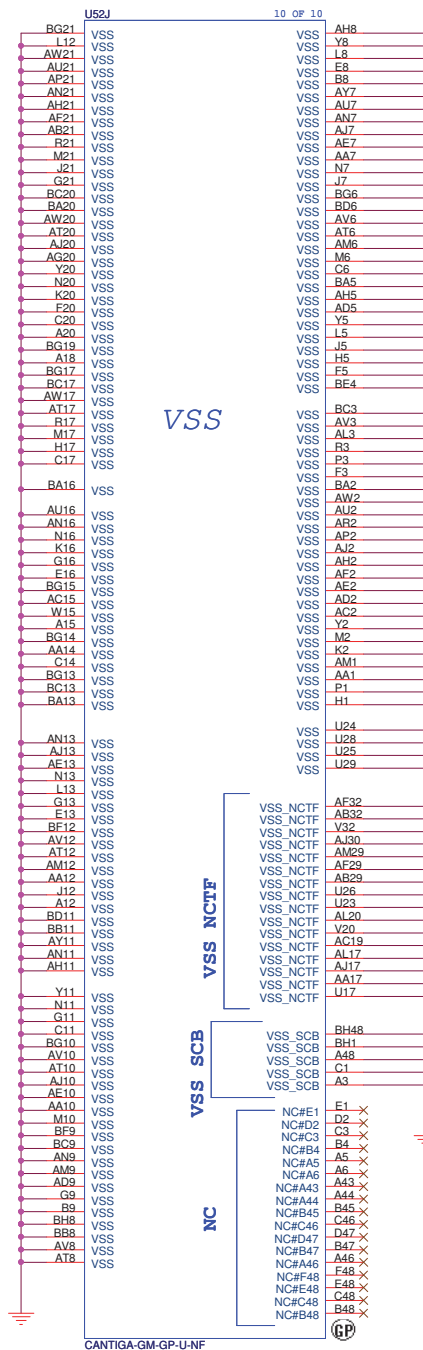 U52J
10 OF 10
BG21 VSS
L12 VSS
AW21 VSS
AU21 VSS
AP21 VSS
AN21 VSS
AH21 VSS
AF21 VSS
AB21 VSS
R21 VSS
M21 VSS
J21 VSS
G21 VSS
BC20 VSS
BA20 VSS
AW20 VSS
AT20 VSS
AJ20 VSS
AG20 VSS
Y20 VSS
N20 VSS
K20 VSS
F20 VSS
C20 VSS
A20 VSS
BG19 VSS
A18 VSS
BG17 VSS
BC17 VSS
AW17 VSS
AT17 VSS
R17 VSS
M17 VSS
H17 VSS
C17 VSS
BA16 VSS
AU16 VSS
AN16 VSS
N16 VSS
K16 VSS
G16 VSS
E16 VSS
BG15 VSS
AC15 VSS
W15 VSS
A15 VSS
BG14 VSS
AA14 VSS
C14 VSS
BG13 VSS
BC13 VSS
BA13 VSS
AN13 VSS
AJ13 VSS
AE13 VSS
N13 VSS
L13 VSS
G13 VSS
E13 VSS
BF12 VSS
AV12 VSS
AT12 VSS
AM12 VSS
AA12 VSS
J12 VSS
A12 VSS
BD11 VSS
BB11 VSS
AY11 VSS
AN11 VSS
AH11 VSS
Y11 VSS
N11 VSS
G11 VSS
C11 VSS
BG10 VSS
AV10 VSS
AT10 VSS
AJ10 VSS
AE10 VSS
AA10 VSS
M10 VSS
BF9 VSS
BC9 VSS
AN9 VSS
AM9 VSS
AD9 VSS
G9 VSS
B9 VSS
BH8 VSS
BB8 VSS
AV8 VSS
AT8 VSS
VSS
VSS AH8
VSS Y8
VSS L8
VSS E8
VSS B8
VSS AY7
VSS AU7
VSS AN7
VSS AJ7
VSS AE7
VSS AA7
VSS N7
VSS J7
VSS BG6
VSS BD6
VSS AV6
VSS AT6
VSS AM6
VSS M6
VSS C6
VSS BA5
VSS AH5
VSS AD5
VSS Y5
VSS L5
VSS J5
VSS H5
VSS F5
VSS BE4
VSS BC3
VSS AV3
VSS AL3
VSS R3
VSS P3
VSS F3
VSS BA2
VSS AW2
VSS AU2
VSS AR2
VSS AP2
VSS AJ2
VSS AH2
VSS AF2
VSS AE2
VSS AD2
VSS AC2
VSS Y2
VSS M2
VSS K2
VSS AM1
VSS AA1
VSS P1
VSS H1
VSS U24
VSS U28
VSS U25
VSS U29
VSS NCTF
VSS_NCTF AF32
VSS_NCTF AB32
VSS_NCTF V32
VSS_NCTF AJ30
VSS_NCTF AM29
VSS_NCTF AF29
VSS_NCTF AB29
VSS_NCTF U26
VSS_NCTF U23
VSS_NCTF AL20
VSS_NCTF V20
VSS_NCTF AC19
VSS_NCTF AL17
VSS_NCTF AJ17
VSS_NCTF AA17
VSS_NCTF U17
VSS SCB
VSS_SCB BH48
VSS_SCB BH1
VSS_SCB A48
VSS_SCB C1
VSS_SCB A3
NC
NC#E1 E1
NC#D2 D2
NC#C3 C3
NC#B4 B4
NC#A5 A5
NC#A6 A6
NC#A43 A43
NC#A44 A44
NC#B45 B45
NC#C46 C46
NC#D47 D47
NC#B47 B47
NC#A46 A46
NC#F48 F48
NC#E48 E48
NC#C48 C48
NC#B48 B48
GP
CANTIGA-GM-GP-U-NF